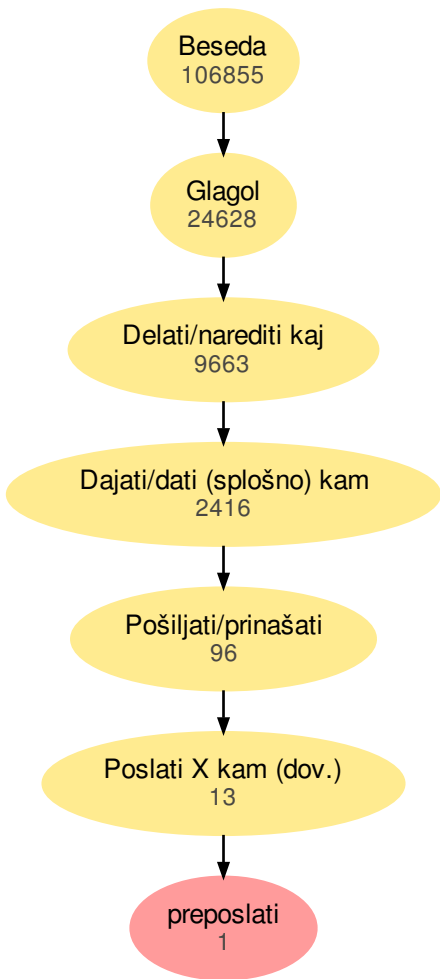 Beseda
106855
Glagol
24628
Delati/narediti kaj
9663
Dajati/dati (splošno) kam
2416
Pošiljati/prinašati
96
Poslati X kam (dov.)
13
preposlati
1